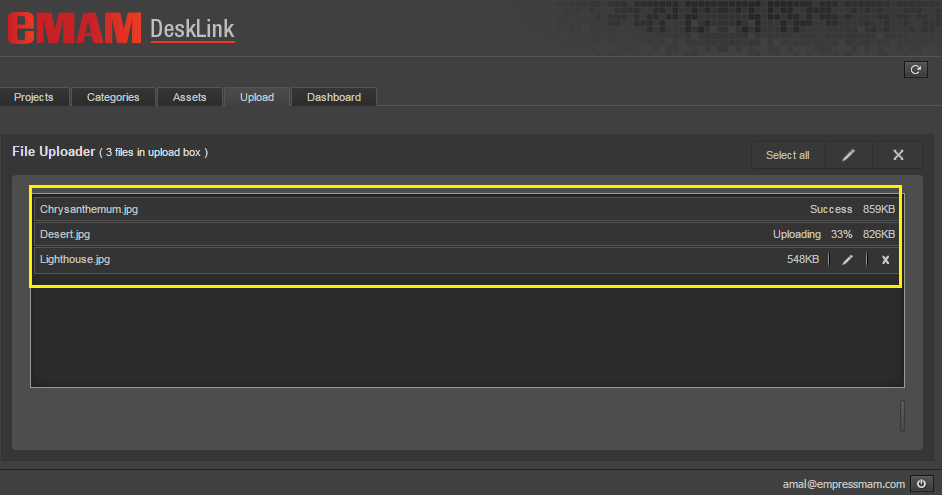 eMAM DeskLink
Projects Categories Assets Upload Dashboard
File Uploader ( 3 files in upload box )
Select all
Chrysanthemum.jpg Success 859KB
Desert.jpg Uploading 33% 826KB
Lighthouse.jpg 548KB
amal@empressmam.com